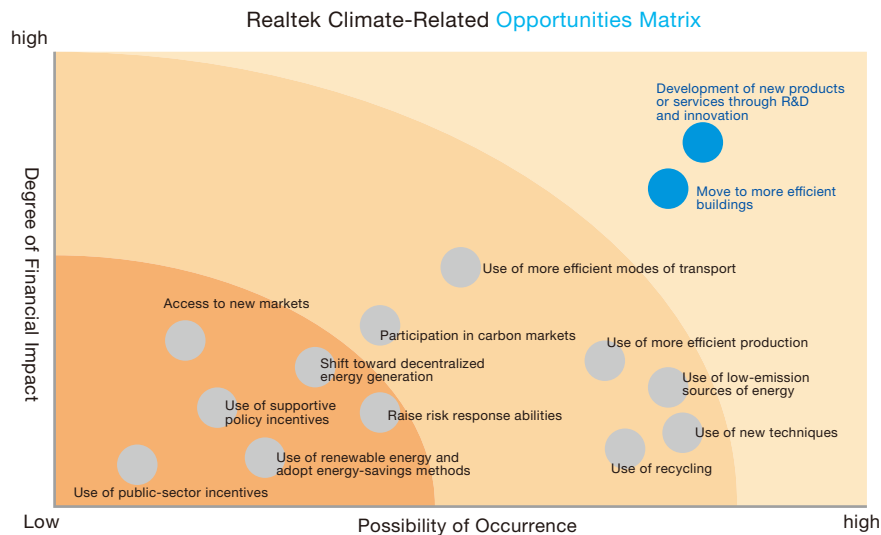 Realtek Climate-Related Opportunities Matrix
high
Development of new products
or services through R&D
and innovation
Move to more efficient
buildings
Degree of Financial Impact
Use of more efficient modes of transport
Access to new markets
Participation in carbon markets
Use of more efficient production
Shift toward decentralized
energy generation
Use of low-emission
sources of energy
Use of supportive
policy incentives
Raise risk response abilities
Use of new techniques
Use of renewable energy and
adopt energy-savings methods
Use of recycling
Use of public-sector incentives
Low
Possibility of Occurrence
high